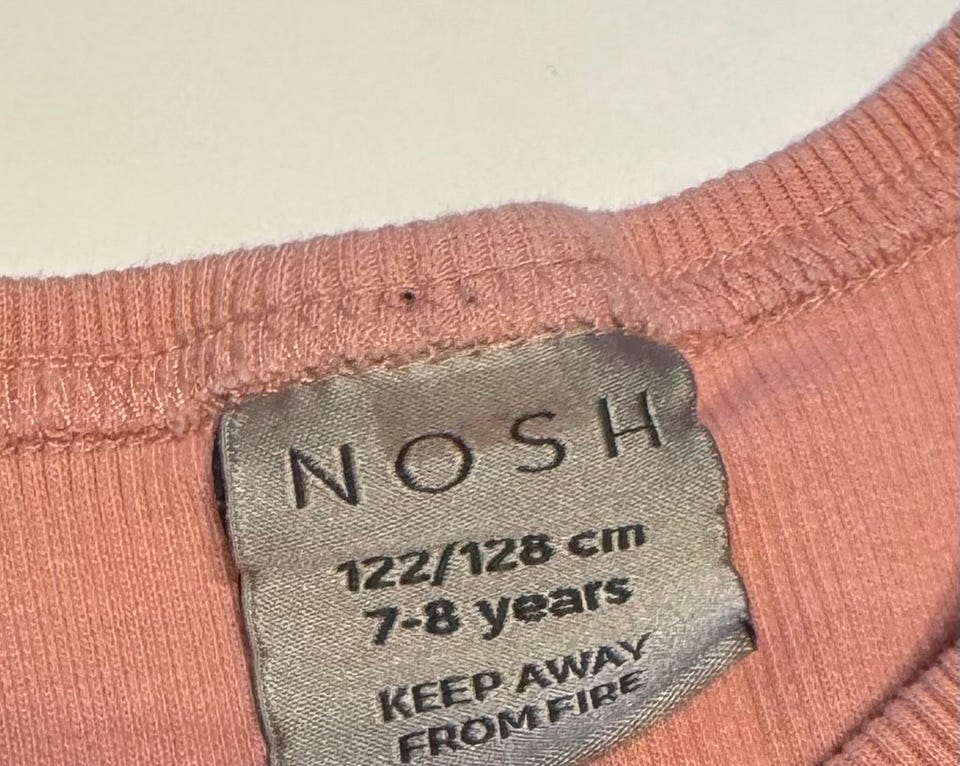 NOSH
122/128 cm
7-8 years
KEEP AWAY
FROM FIRE